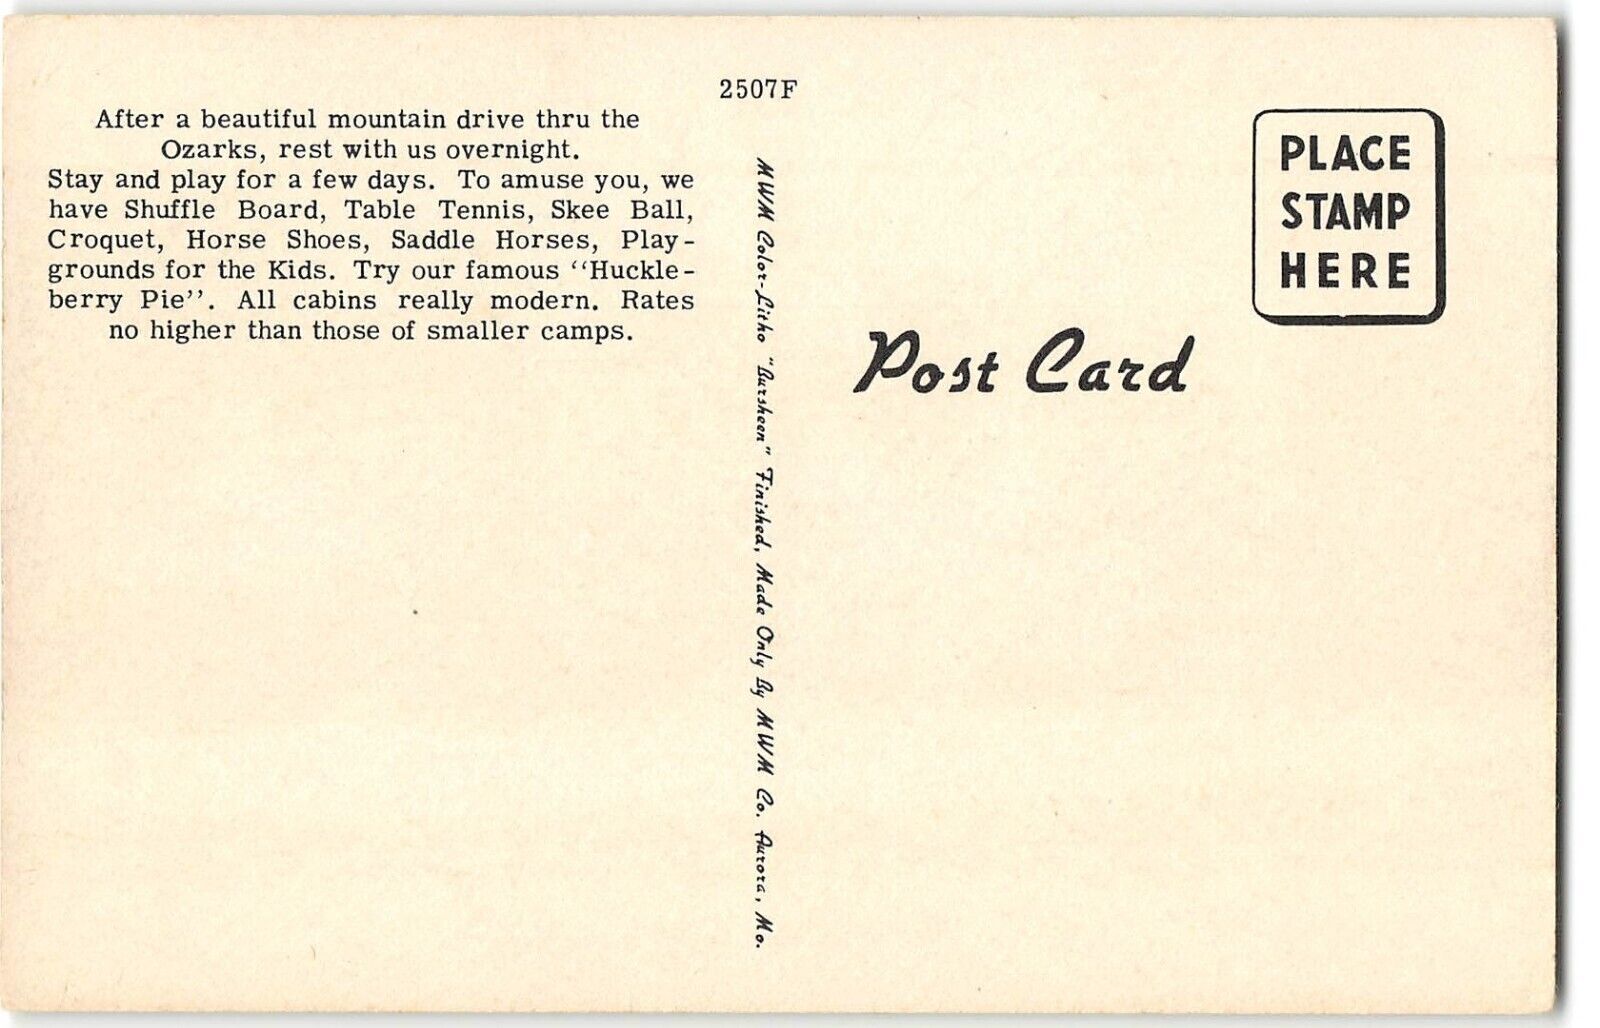 2507F
After a beautiful mountain drive thru the
Ozarks, rest with us overnight.
Stay and play for a few days. To amuse you, we
have Shuffle Board, Table Tennis, Skee Ball,
Croquet, Horse Shoes, Saddle Horses, Play-
grounds for the Kids. Try our famous "Huckle-
berry Pie". All cabins really modern. Rates
no higher than those of smaller camps.
MWM Color-Litho "Bursheen" Finished, Made Only By MWM Co. Aurora, Mo.
PLACE
STAMP
HERE
Post Card